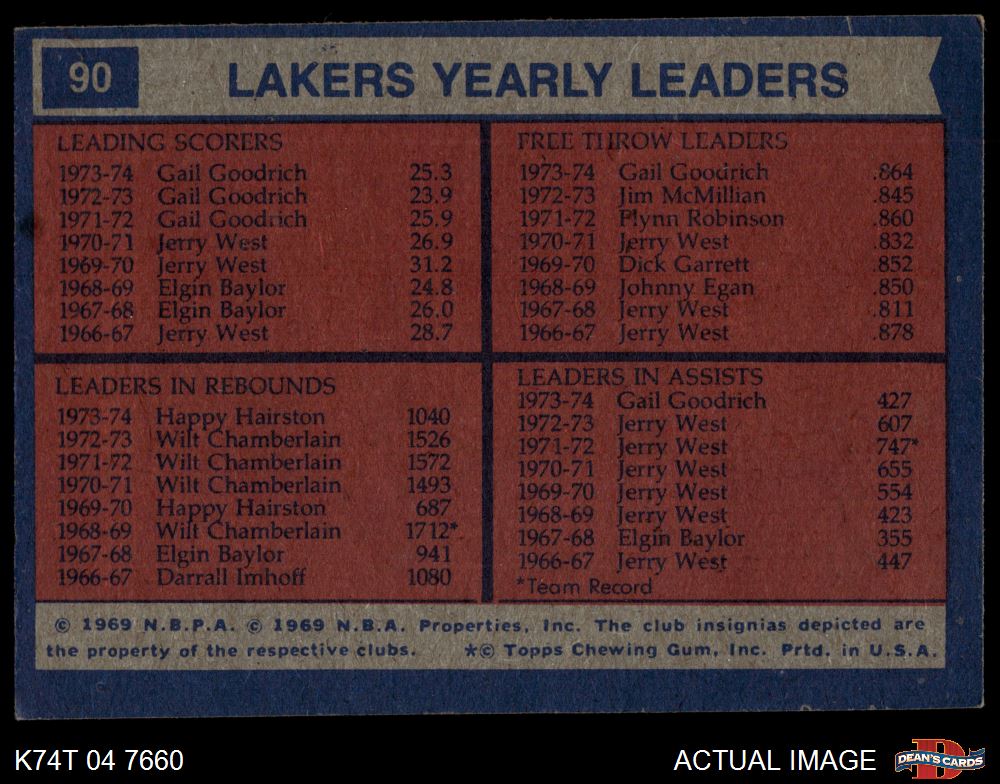 90
LAKERS YEARLY LEADERS
LEADING SCORERS
1973-74 Gail Goodrich 25.3
1972-73 Gail Goodrich 23.9
1971-72 Gail Goodrich 25.9
1970-71 Jerry West 26.9
1969-70 Jerry West 31.2
1968-69 Elgin Baylor 24.8
1967-68 Elgin Baylor 26.0
1966-67 Jerry West 28.7
FREE THROW LEADERS
1973-74 Gail Goodrich .864
1972-73 Jim McMillian .845
1971-72 Flynn Robinson .860
1970-71 Jerry West .832
1969-70 Dick Garrett .852
1968-69 Johnny Egan .850
1967-68 Jerry West .811
1966-67 Jerry West .878
LEADERS IN REBOUNDS
1973-74 Happy Hairston 1040
1972-73 Wilt Chamberlain 1526
1971-72 Wilt Chamberlain 1572
1970-71 Wilt Chamberlain 1493
1969-70 Happy Hairston 687
1968-69 Wilt Chamberlain 1712*
1967-68 Elgin Baylor 941
1966-67 Darrall Imhoff 1080
LEADERS IN ASSISTS
1973-74 Gail Goodrich 427
1972-73 Jerry West 607
1971-72 Jerry West 747*
1970-71 Jerry West 655
1969-70 Jerry West 554
1968-69 Jerry West 423
1967-68 Elgin Baylor 355
1966-67 Jerry West 447
*Team Record
© 1969 N.B.P.A. © 1969 N.B.A. Properties, Inc. The club insignias depicted are
the property of the respective clubs. *© Topps Chewing Gum, Inc. Prtd. in U.S.A.
K74T 04 7660
ACTUAL IMAGE
D
DEAN'S CARDS